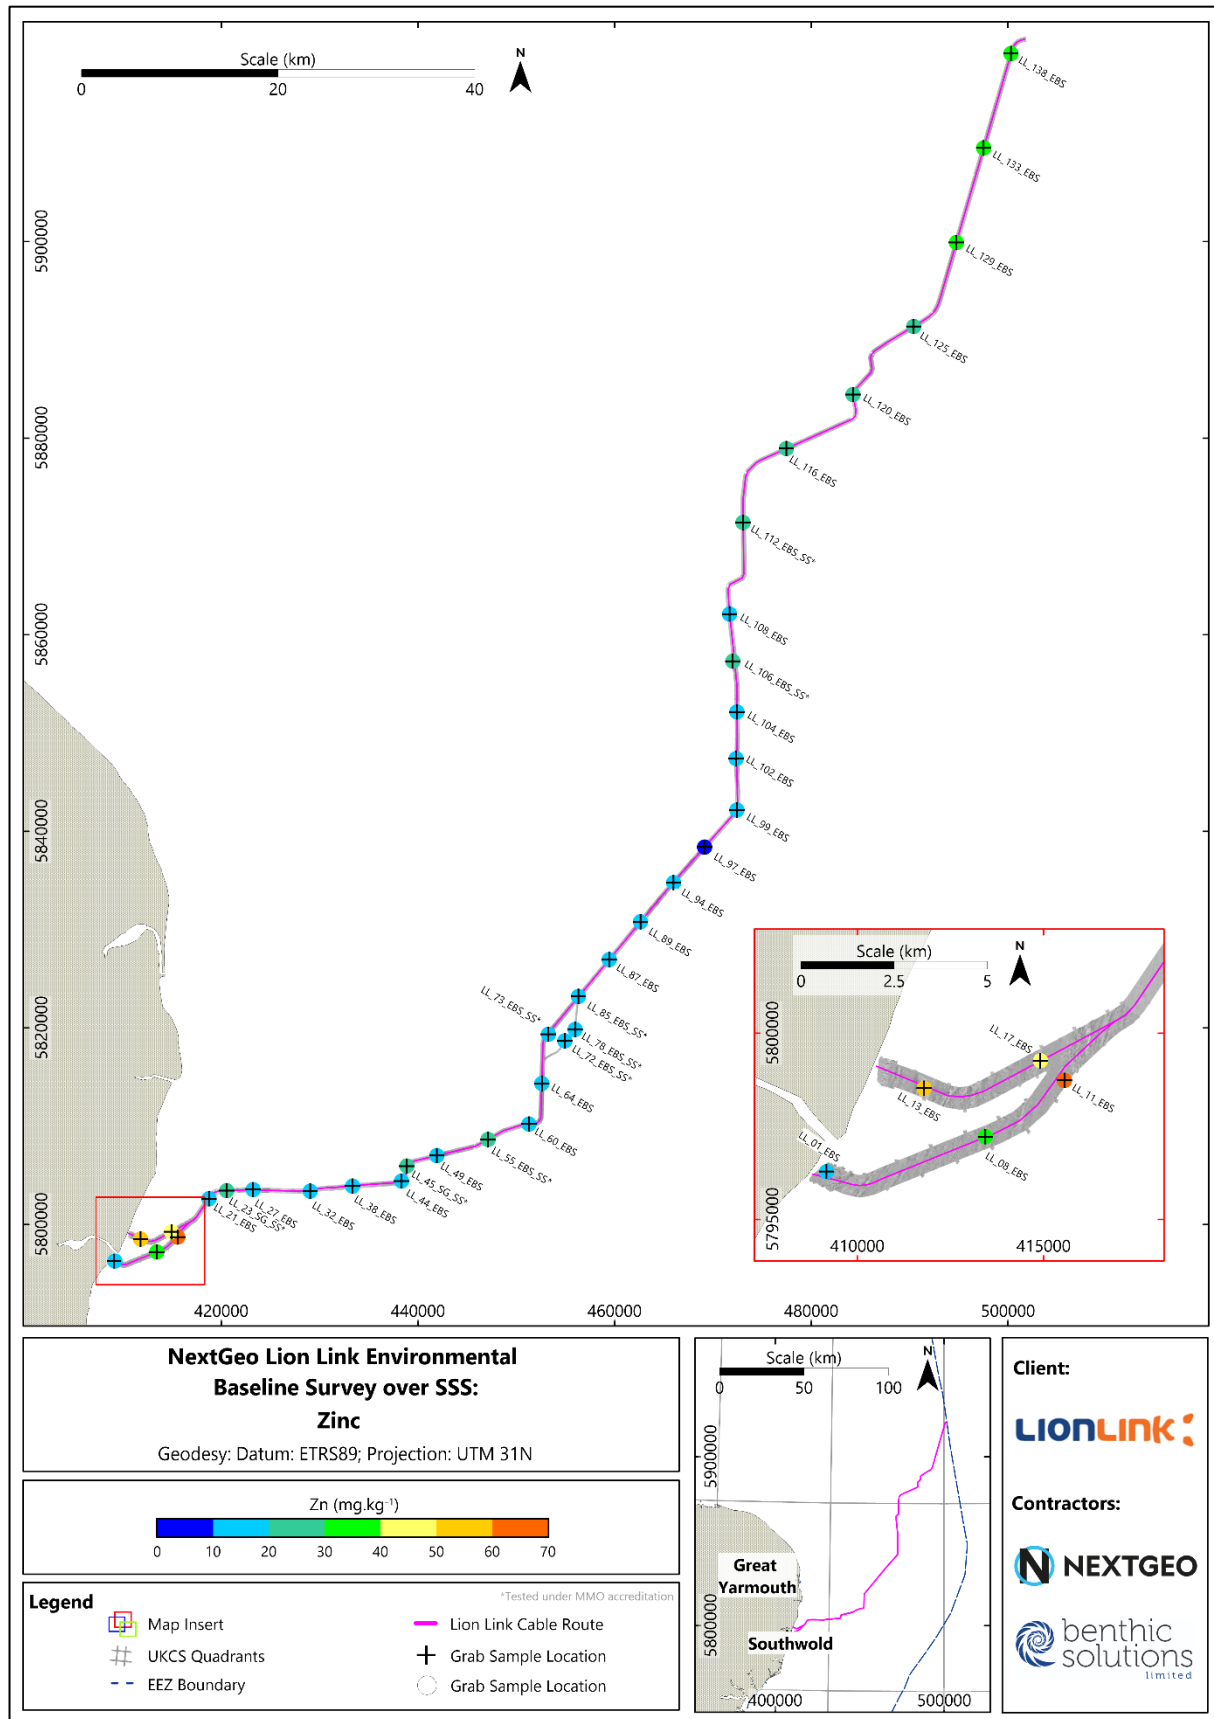 Scale (km)
0 20 40
N
LL_138_EBS
LL_133_EBS
LL_129_EBS
LL_125_EBS
LL_120_EBS
LL_116_EBS
LL_112_EBS_SS*
LL_108_EBS
LL_106_EBS_SS*
LL_104_EBS
LL_102_EBS
LL_99_EBS
LL_97_EBS
LL_94_EBS
LL_89_EBS
LL_87_EBS
LL_85_EBS_SS*
LL_73_EBS_SS*
LL_78_EBS_SS*
LL_72_EBS_SS*
LL_64_EBS
LL_60_EBS
LL_55_EBS_SS*
LL_49_EBS
LL_45_SG_SS*
LL_44_EBS
LL_38_EBS
LL_32_EBS
LL_27_EBS
LL_23_SG_SS*
LL_21_EBS
5900000
5880000
5860000
5840000
5820000
5800000
420000 440000 460000 480000 500000
Scale (km)
0 2.5 5
N
LL_17_EBS
LL_13_EBS
LL_11_EBS
LL_01_EBS
LL_08_EBS
5800000
5795000
410000 415000
NextGeo Lion Link Environmental
Baseline Survey over SSS:
Zinc
Geodesy: Datum: ETRS89; Projection: UTM 31N
Zn (mg.kg⁻¹)
0 10 20 30 40 50 60 70
*Tested under MMO accreditation
Legend
Map Insert
UKCS Quadrants
EEZ Boundary
Lion Link Cable Route
Grab Sample Location
Grab Sample Location
Scale (km)
0 50 100
N
5900000
5800000
Great
Yarmouth
Southwold
400000 500000
Client:
LIONLINK
Contractors:
N NEXTGEO
benthic
solutions
limited